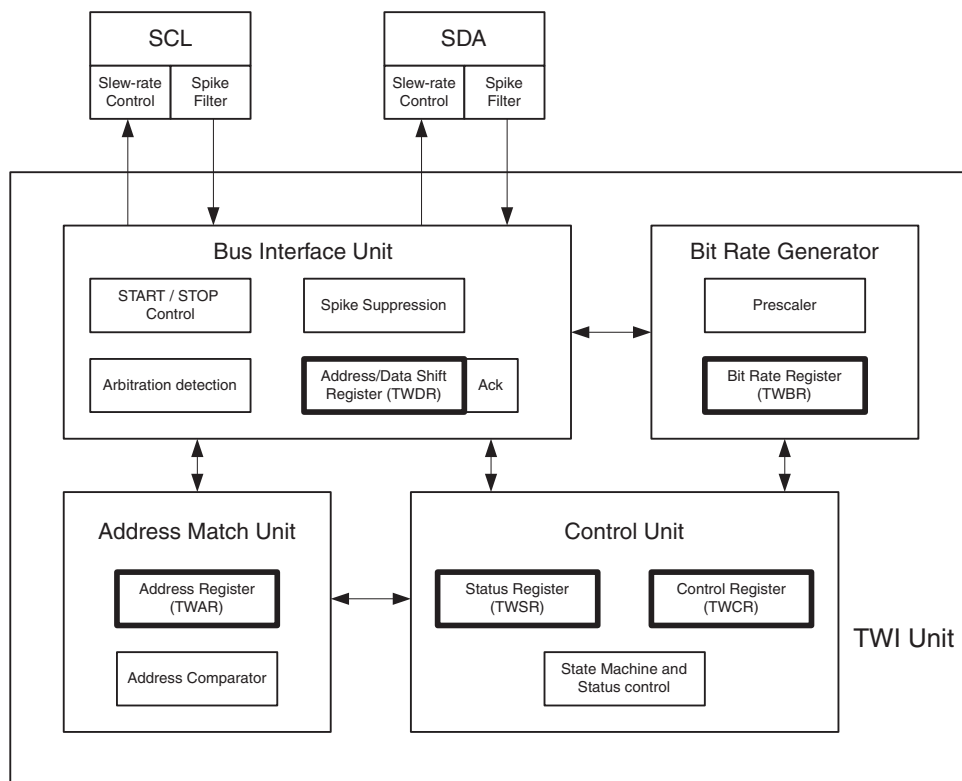 SCL
Slew-rate
Control
Spike
Filter
SDA
Slew-rate
Control
Spike
Filter
Bus Interface Unit
START / STOP
Control
Spike Suppression
Arbitration detection
Address/Data Shift
Register (TWDR)
Ack
Bit Rate Generator
Prescaler
Bit Rate Register
(TWBR)
Address Match Unit
Address Register
(TWAR)
Address Comparator
Control Unit
Status Register
(TWSR)
Control Register
(TWCR)
State Machine and
Status control
TWI Unit